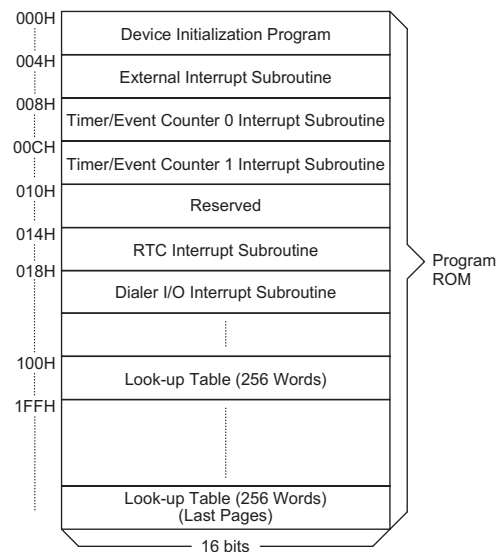 000H
Device Initialization Program
004H
External Interrupt Subroutine
008H
Timer/Event Counter 0 Interrupt Subroutine
00CH
Timer/Event Counter 1 Interrupt Subroutine
010H
Reserved
014H
RTC Interrupt Subroutine
018H
Dialer I/O Interrupt Subroutine
Program
ROM
100H
Look-up Table (256 Words)
1FFH
Look-up Table (256 Words)
(Last Pages)
16 bits